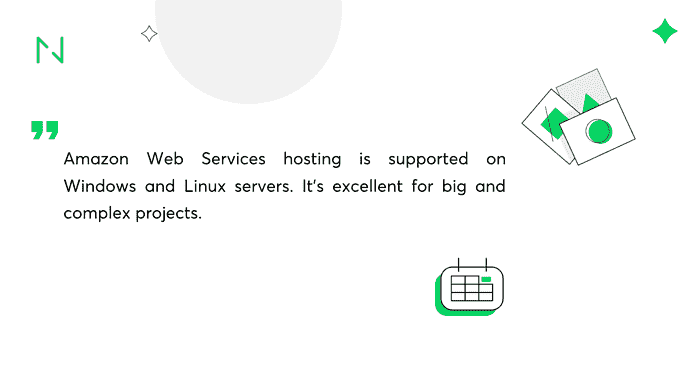 Amazon Web Services hosting is supported on
Windows and Linux servers. It's excellent for big and
complex projects.